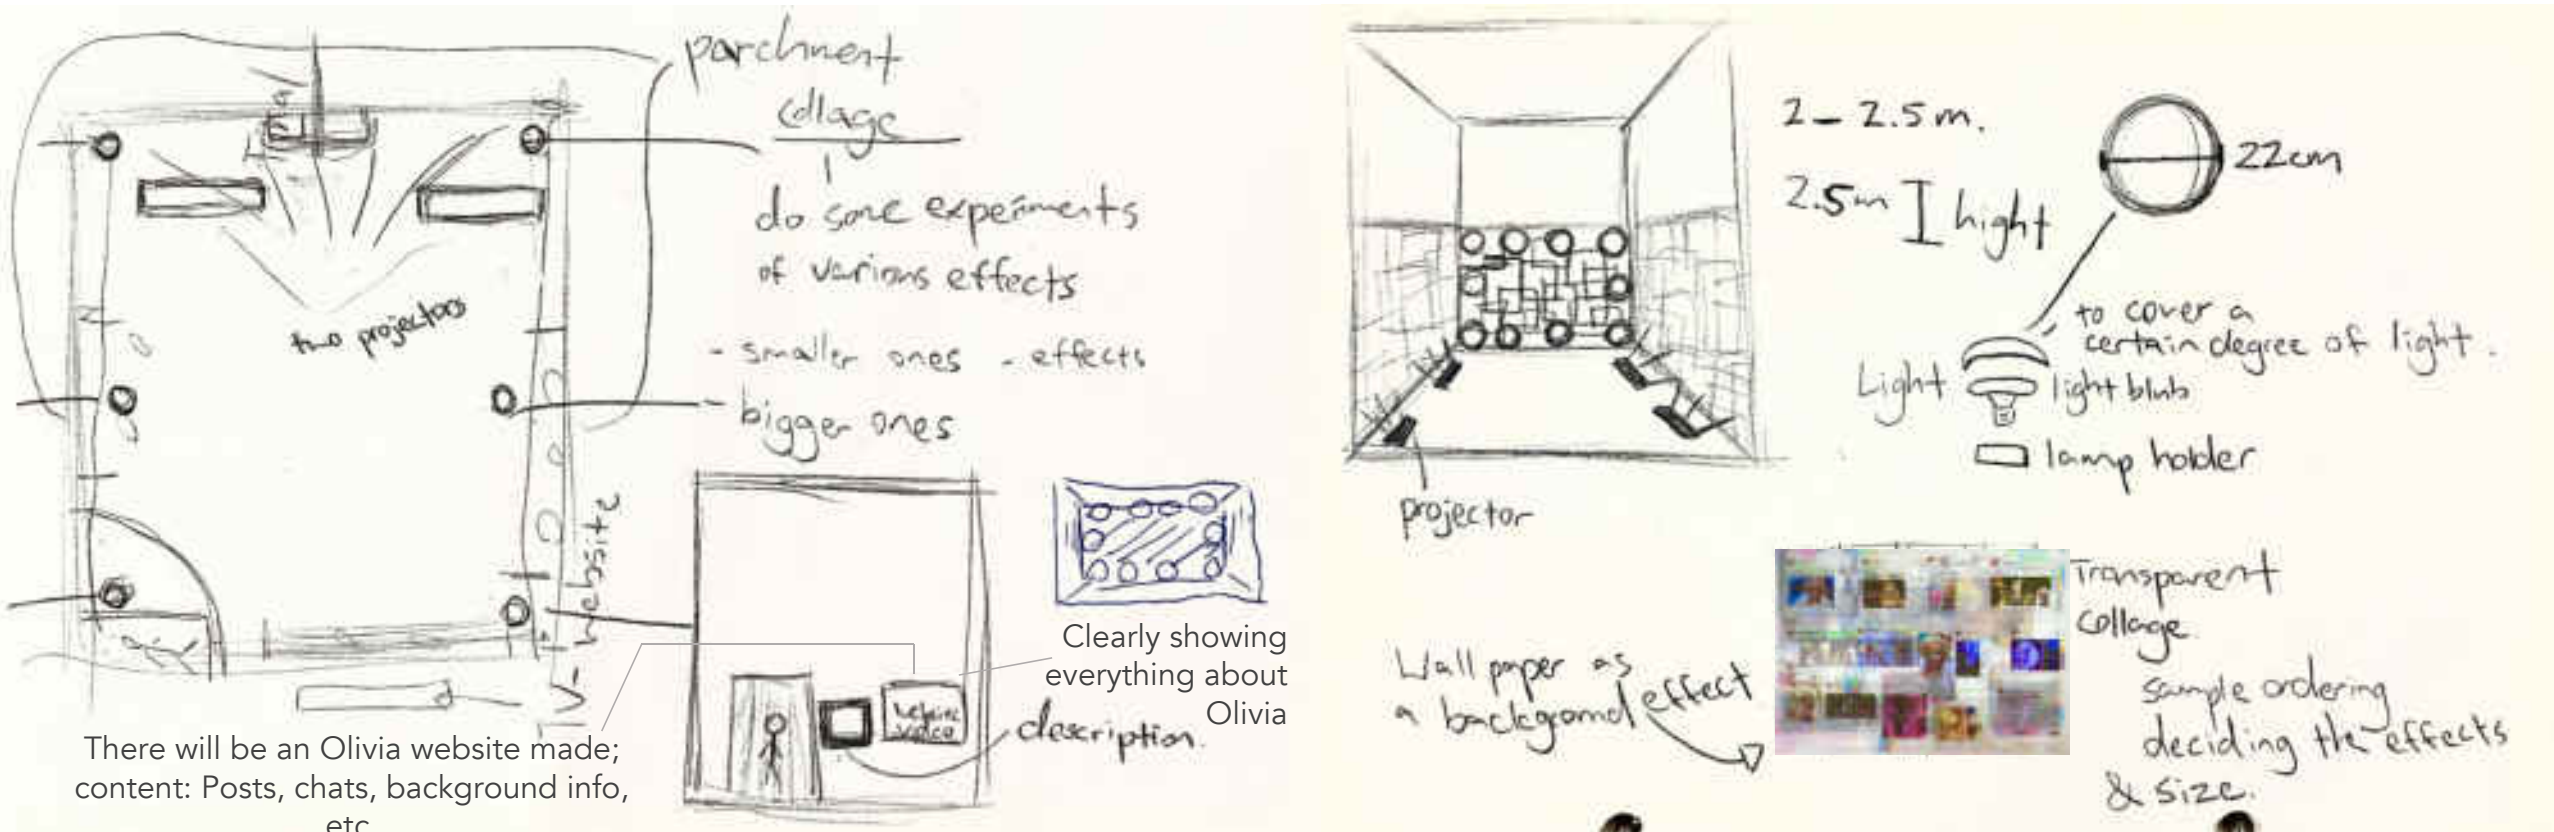 parchment
collage
do some experiments
of various effects
- smaller ones - effects
- bigger ones
two projectors
TV - website
website
video
description.
Clearly showing
everything about
Olivia
There will be an Olivia website made;
content: Posts, chats, background info,
etc
2 - 2.5 m.
2.5m hight
22cm
to cover a
certain degree of light.
Light
light blub
lamp holder
projector
Wall paper as
a backgornd effect
Transparent
collage.
sample ordering
deciding the effects
& size.